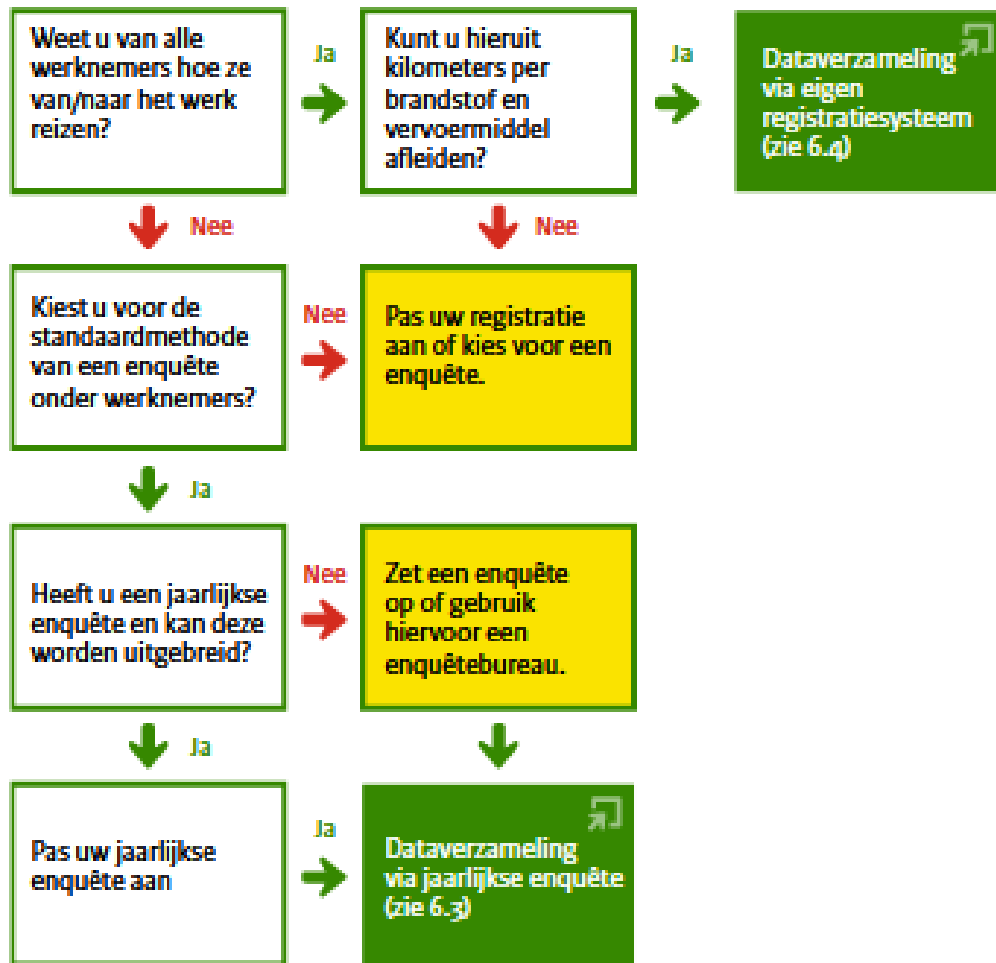 Weet u van alle
werknemers hoe ze
van/naar het werk
reizen?
Ja
Kunt u hieruit
kilometers per
brandstof en
vervoermiddel
afleiden?
Ja
Dataverzameling
via eigen
registratiesysteem
(zie 6.4)
Nee
Nee
Kiest u voor de
standaardmethode
van een enquête
onder werknemers?
Nee
Pas uw registratie
aan of kies voor een
enquête.
Ja
Heeft u een jaarlijkse
enquête en kan deze
worden uitgebreid?
Nee
Zet een enquête
op of gebruik
hiervoor een
enquêtebureau.
Ja
Pas uw jaarlijkse
enquête aan
Ja
Dataverzameling
via jaarlijkse enquête
(zie 6.3)